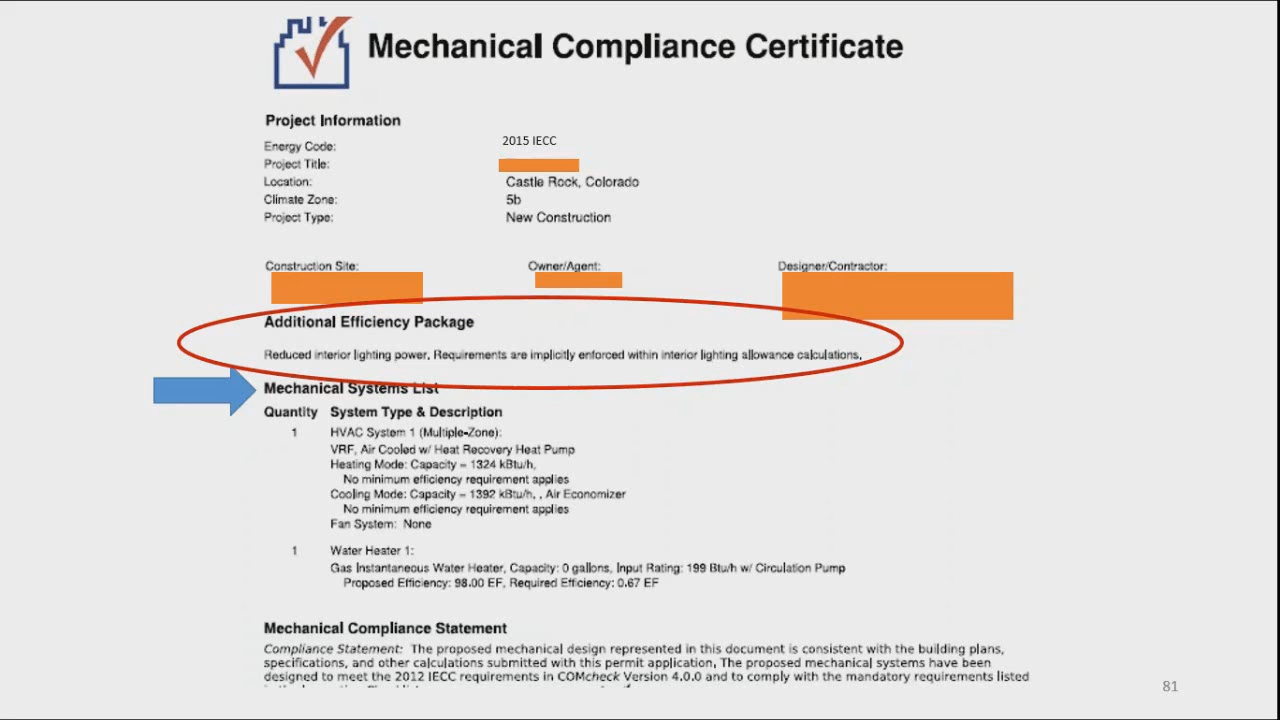 Mechanical Compliance Certificate
Project Information
Energy Code: 2015 IECC
Project Title:
Location: Castle Rock, Colorado
Climate Zone: 5b
Project Type: New Construction
Construction Site: Owner/Agent: Designer/Contractor:
Additional Efficiency Package
Reduced interior lighting power. Requirements are implicitly enforced within interior lighting allowance calculations.
Mechanical Systems List
Quantity System Type & Description
1 HVAC System 1 (Multiple-Zone):
VRF, Air Cooled w/ Heat Recovery Heat Pump
Heating Mode: Capacity = 1324 kBtu/h,
No minimum efficiency requirement applies
Cooling Mode: Capacity = 1392 kBtu/h, , Air Economizer
No minimum efficiency requirement applies
Fan System: None
1 Water Heater 1:
Gas Instantaneous Water Heater, Capacity: 0 gallons, Input Rating: 199 Btu/h w/ Circulation Pump
Proposed Efficiency: 98.00 EF, Required Efficiency: 0.67 EF
Mechanical Compliance Statement
Compliance Statement: The proposed mechanical design represented in this document is consistent with the building plans,
specifications, and other calculations submitted with this permit application. The proposed mechanical systems have been
designed to meet the 2012 IECC requirements in COMcheck Version 4.0.0 and to comply with the mandatory requirements listed
81